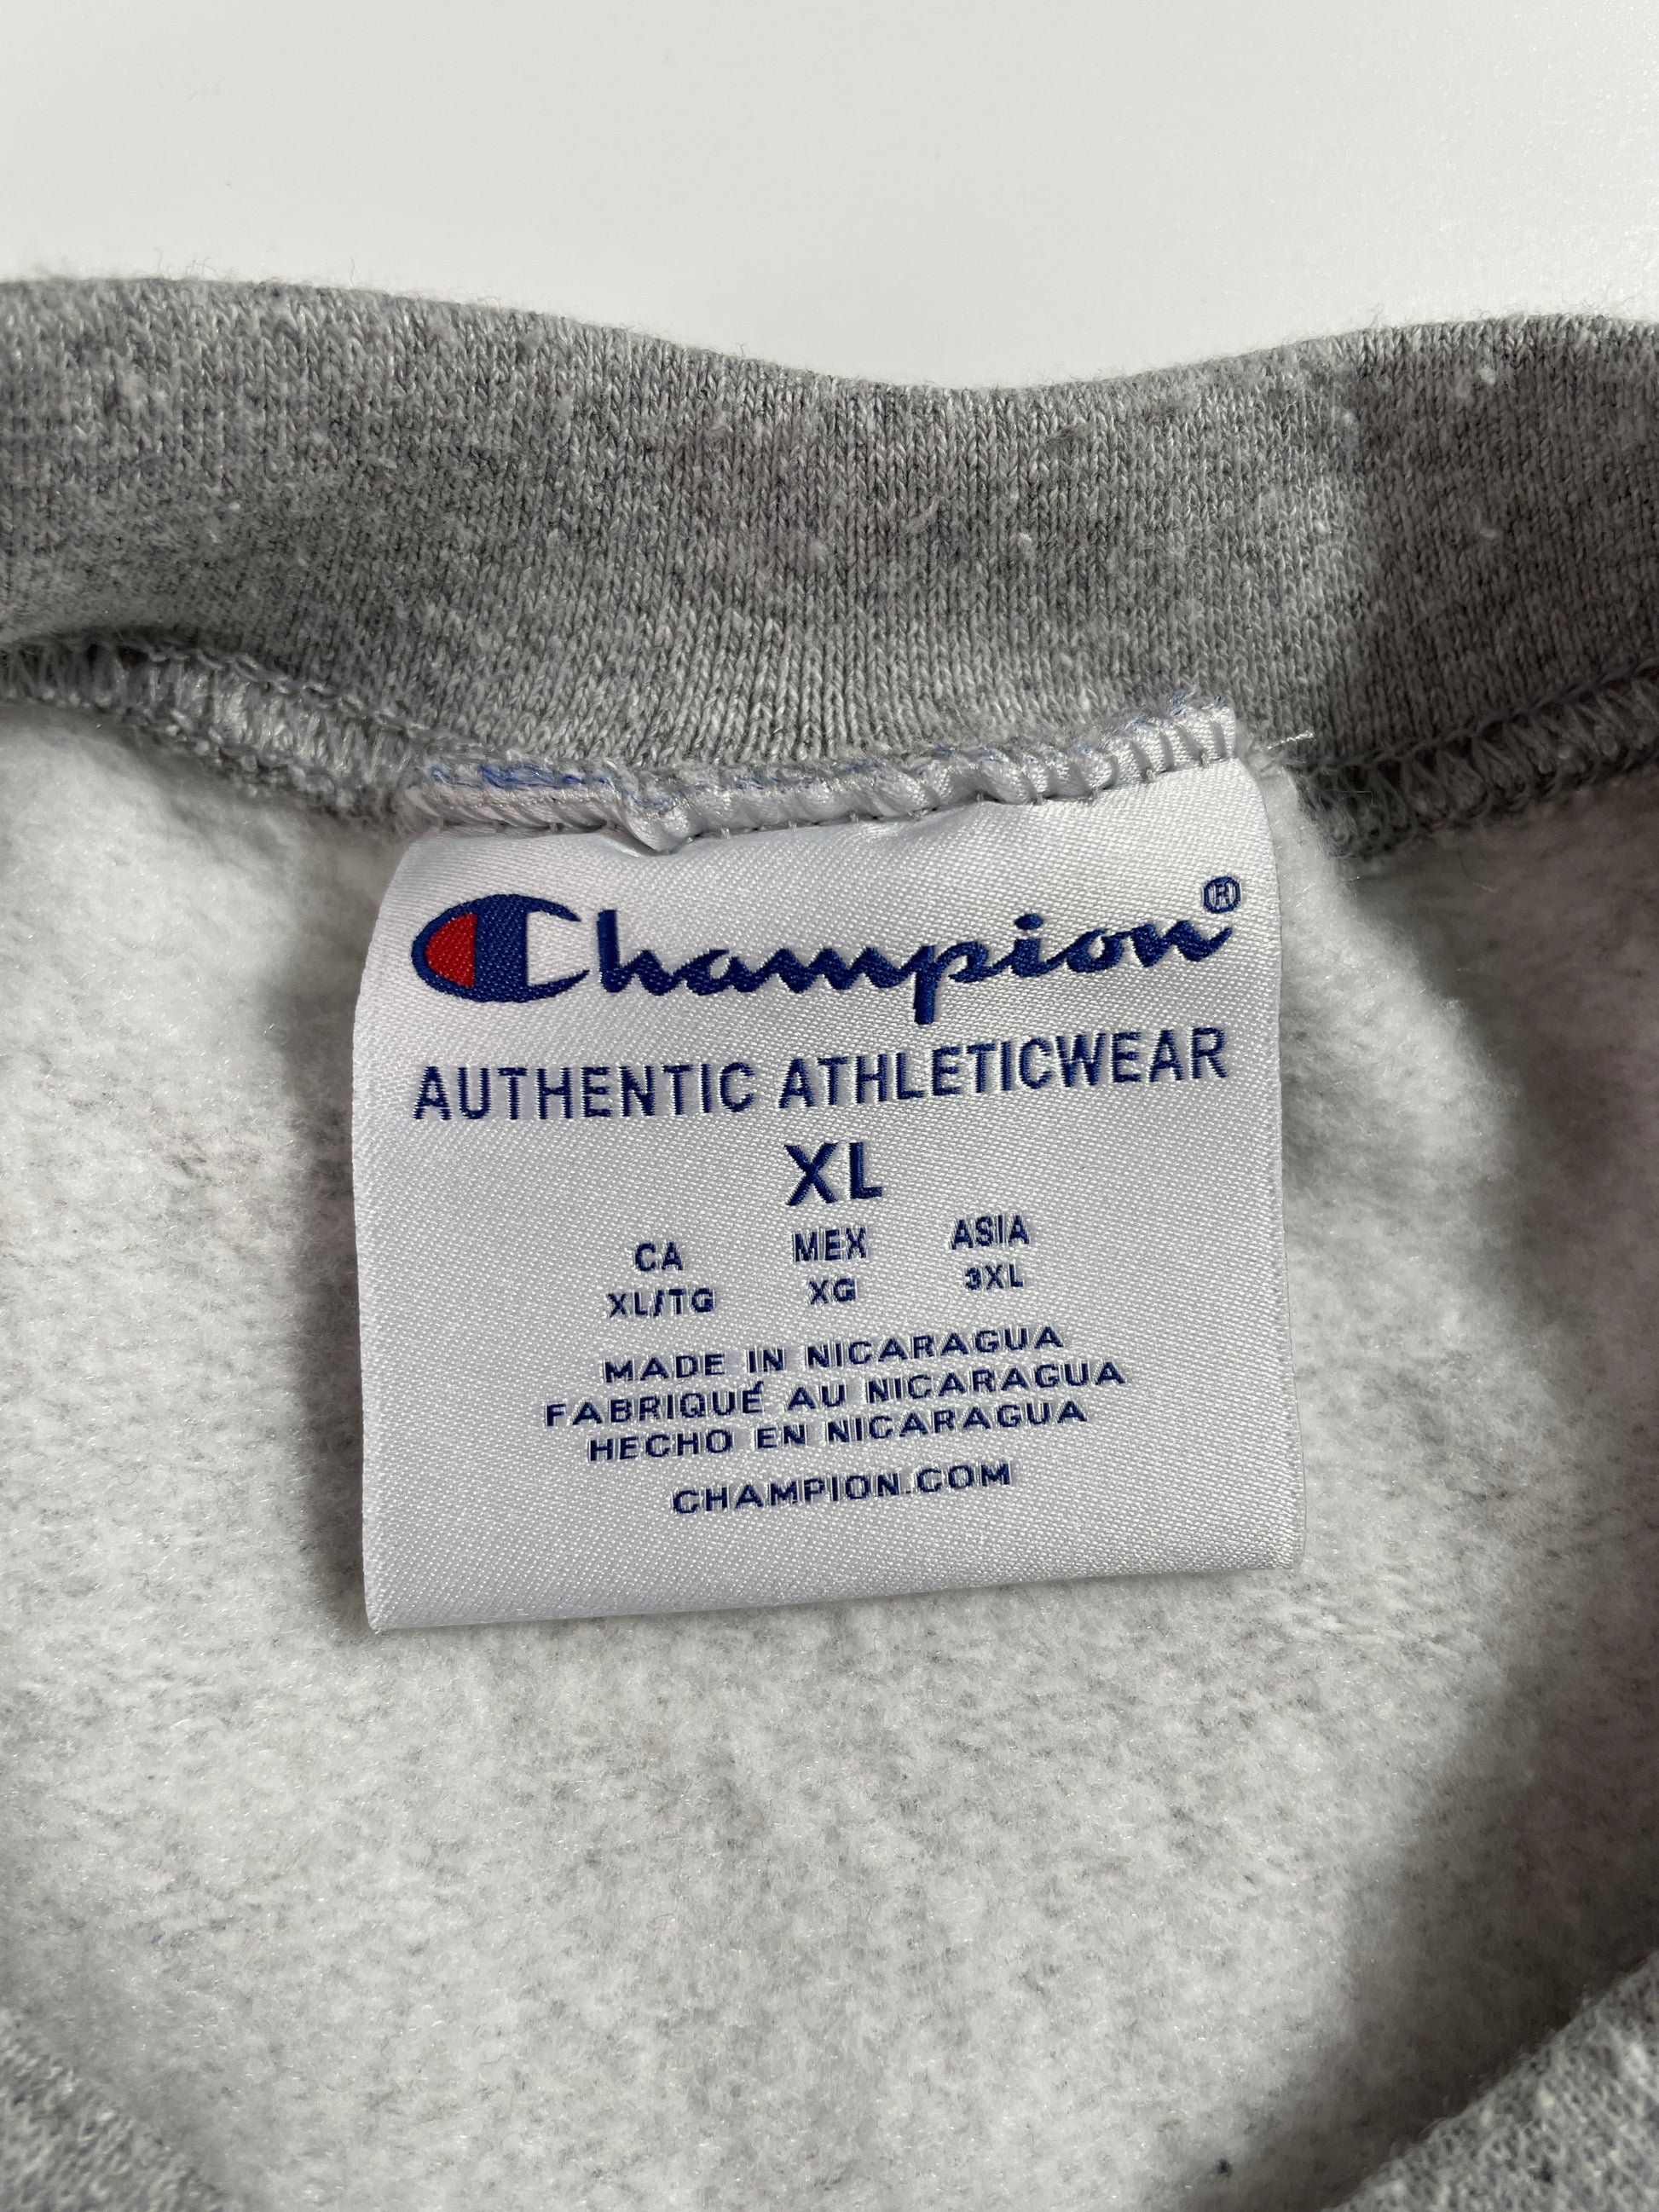 Champion®
AUTHENTIC ATHLETICWEAR
XL
CA MEX ASIA
XL/TG XG 3XL
MADE IN NICARAGUA
FABRIQUÉ AU NICARAGUA
HECHO EN NICARAGUA
CHAMPION.COM